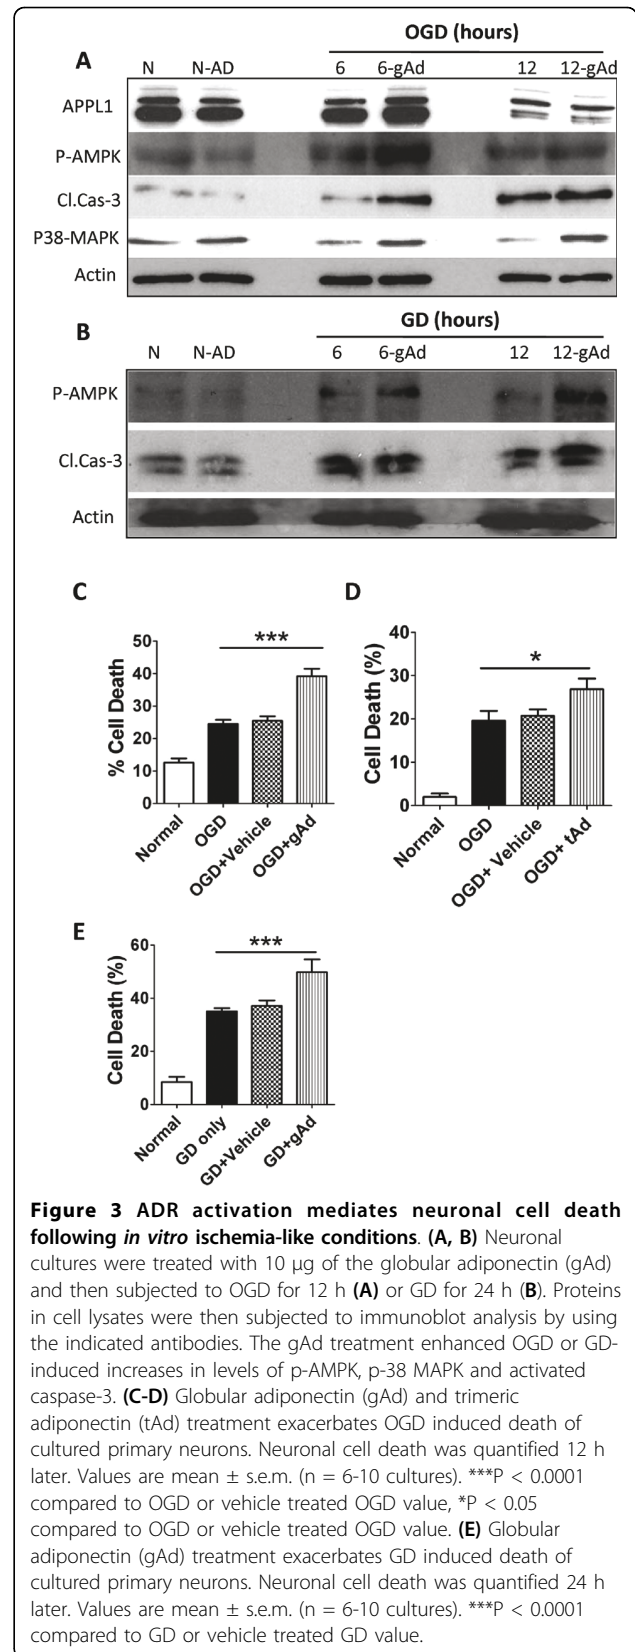 OGD (hours)
A
N N-AD 6 6-gAd 12 12-gAd
APPL1
P-AMPK
Cl.Cas-3
P38-MAPK
Actin
GD (hours)
B
N N-AD 6 6-gAd 12 12-gAd
P-AMPK
Cl.Cas-3
Actin
C
% Cell Death
50
40
30
20
10
0
***
Normal
OGD
OGD+Vehicle
OGD+gAd
D
Cell Death (%)
40
30
20
10
0
*
Normal
OGD
OGD+ Vehicle
OGD+ tAd
E
Cell Death (%)
60
40
20
0
***
Normal
GD only
GD+Vehicle
GD+gAd
Figure 3 ADR activation mediates neuronal cell death
following in vitro ischemia-like conditions. (A, B) Neuronal
cultures were treated with 10 μg of the globular adiponectin (gAd)
and then subjected to OGD for 12 h (A) or GD for 24 h (B). Proteins
in cell lysates were then subjected to immunoblot analysis by using
the indicated antibodies. The gAd treatment enhanced OGD or GD-
induced increases in levels of p-AMPK, p-38 MAPK and activated
caspase-3. (C-D) Globular adiponectin (gAd) and trimeric
adiponectin (tAd) treatment exacerbates OGD induced death of
cultured primary neurons. Neuronal cell death was quantified 12 h
later. Values are mean ± s.e.m. (n = 6-10 cultures). ***P < 0.0001
compared to OGD or vehicle treated OGD value, *P < 0.05
compared to OGD or vehicle treated OGD value. (E) Globular
adiponectin (gAd) treatment exacerbates GD induced death of
cultured primary neurons. Neuronal cell death was quantified 24 h
later. Values are mean ± s.e.m. (n = 6-10 cultures). ***P < 0.0001
compared to GD or vehicle treated GD value.